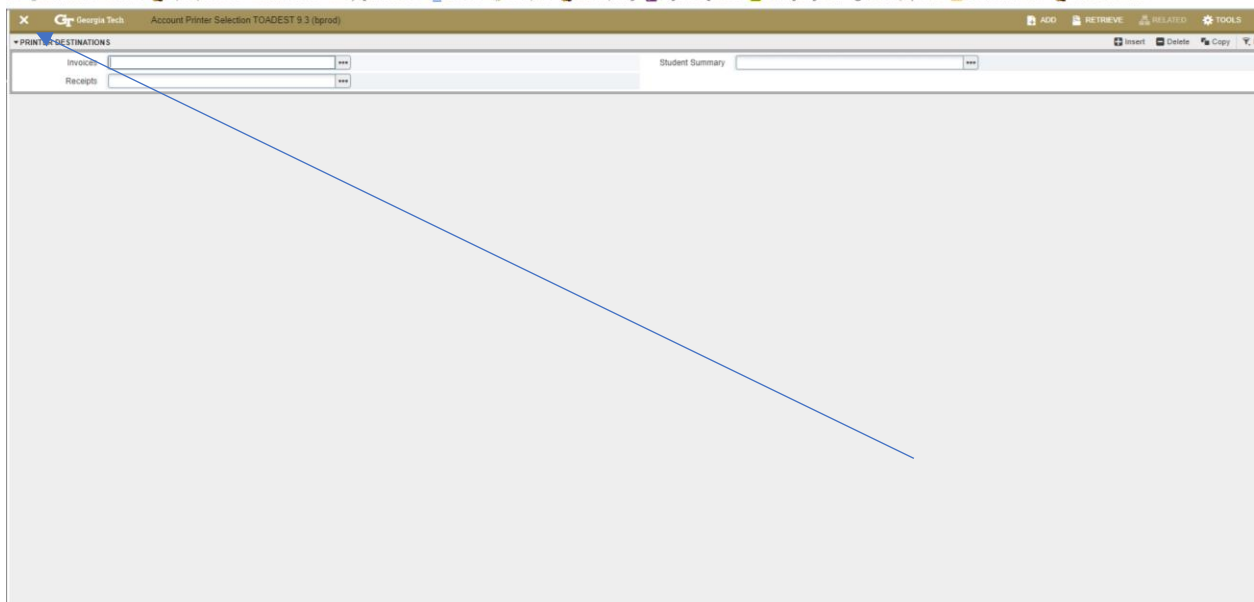 × GT Georgia Tech Account Printer Selection TOADEST 9.3 (bprod) ADD RETRIEVE RELATED TOOLS
PRINTER DESTINATIONS Insert Delete Copy
Invoices ... Student Summary ...
Receipts ...